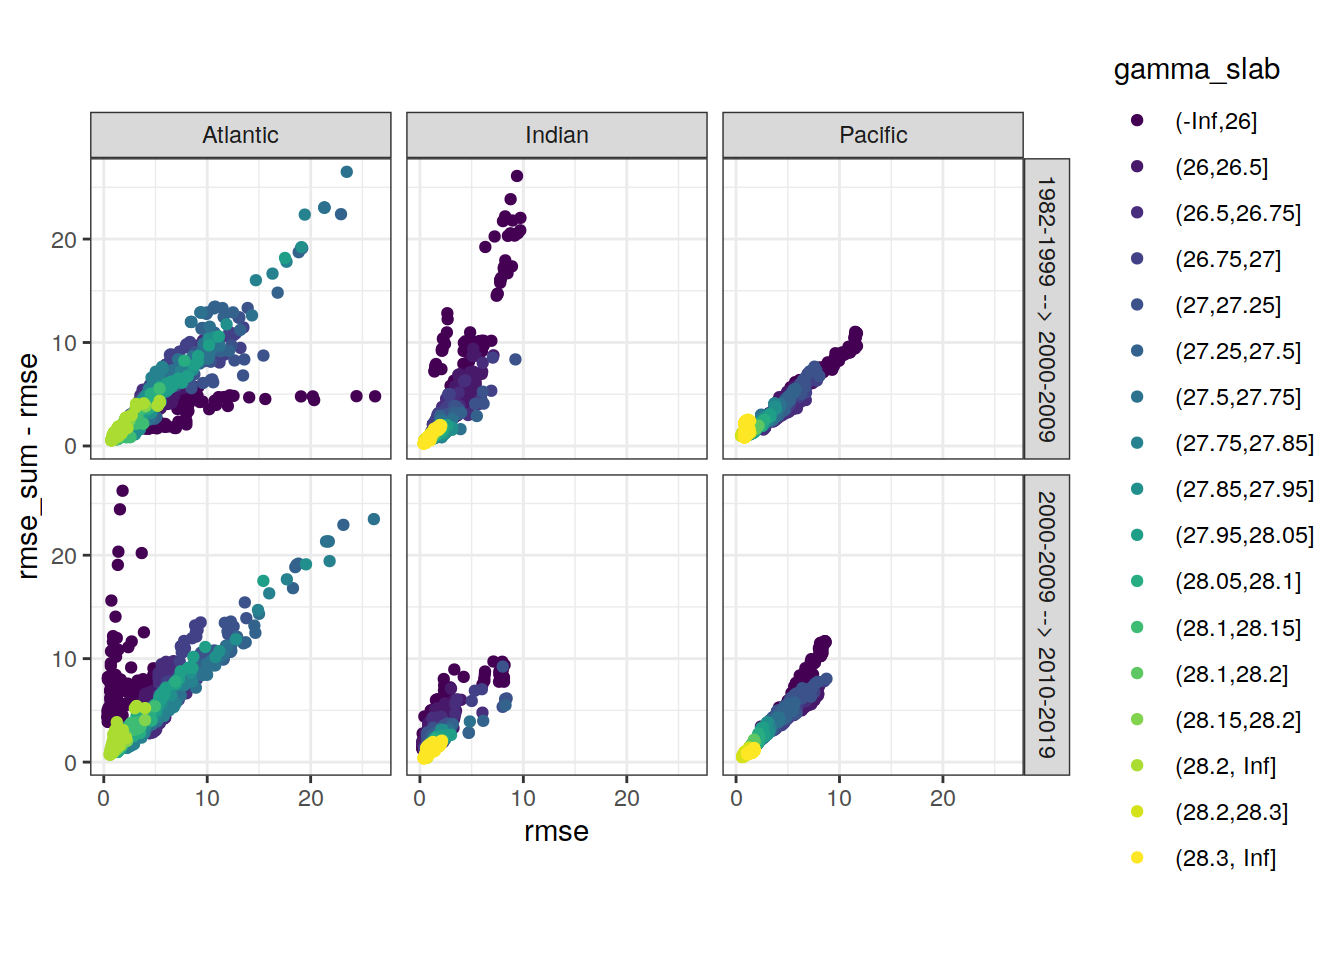 gamma_slab
(-Inf,26]
(26,26.5]
(26.5,26.75]
(26.75,27]
(27,27.25]
(27.25,27.5]
(27.5,27.75]
(27.75,27.85]
(27.85,27.95]
(27.95,28.05]
(28.05,28.1]
(28.1,28.15]
(28.1,28.2]
(28.15,28.2]
(28.2, Inf]
(28.2,28.3]
(28.3, Inf]
Atlantic
Indian
Pacific
1982-1999 --> 2000-2009
2000-2009 --> 2010-2019
rmse_sum - rmse
20
10
0
20
10
0
0
10
20
0
10
20
0
10
20
rmse